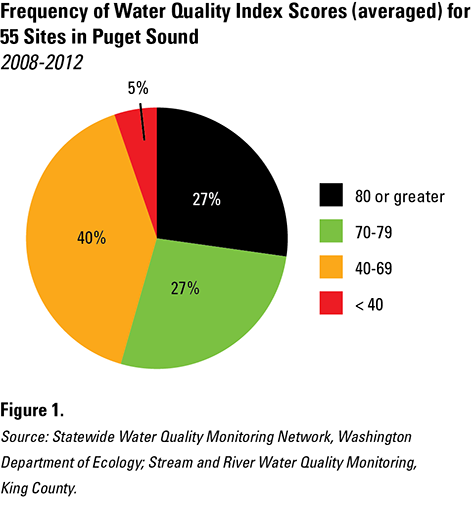 Frequency of Water Quality Index Scores (averaged) for
55 Sites in Puget Sound
2008-2012
5%
27%
40%
27%
80 or greater
70-79
40-69
< 40
Figure 1.
Source: Statewide Water Quality Monitoring Network, Washington
Department of Ecology; Stream and River Water Quality Monitoring,
King County.